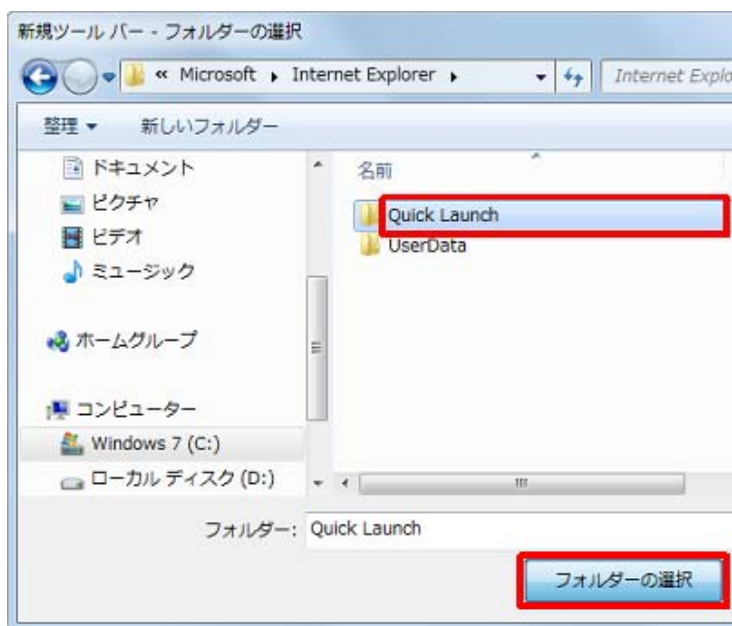 新規ツール バー - フォルダーの選択
« Microsoft ▸ Internet Explorer ▸
Internet Explo
整理 ▼ 新しいフォルダー
ドキュメント
ピクチャ
ビデオ
ミュージック
ホームグループ
コンピューター
Windows 7 (C:)
ローカル ディスク (D:)
名前
Quick Launch
UserData
フォルダー: Quick Launch
フォルダーの選択